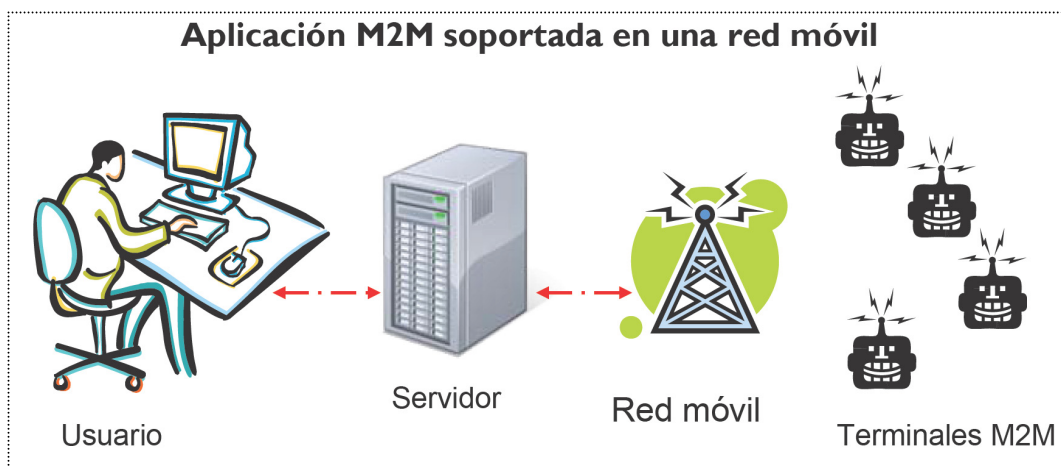 Aplicación M2M soportada en una red móvil
Usuario
Servidor
Red móvil
Terminales M2M